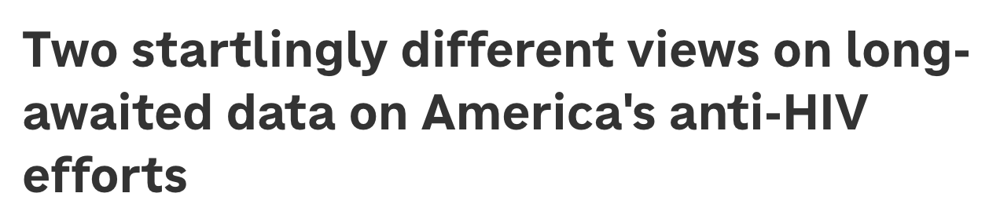 Two startlingly different views on long-
awaited data on America's anti-HIV
efforts